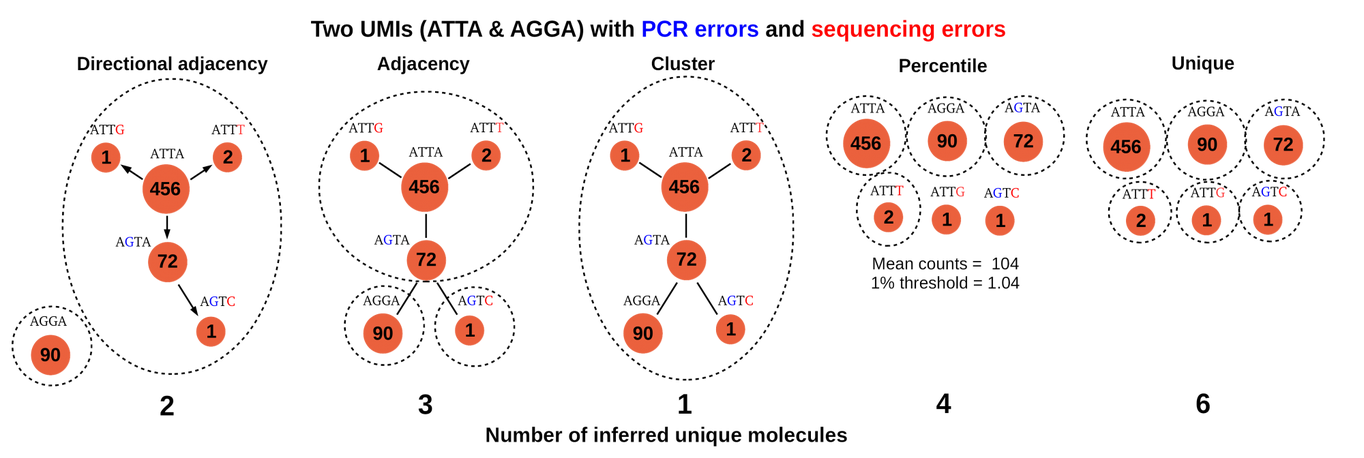 Two UMIs (ATTA & AGGA) with PCR errors and sequencing errors
Directional adjacency
ATTG
ATTT
1
ATTA
2
456
AGTA
72
AGTC
1
AGGA
90
2
Adjacency
ATTG
ATTT
1
ATTA
2
456
AGTA
72
AGGA
AGTC
90
1
3
Cluster
ATTG
ATTT
1
ATTA
2
456
AGTA
72
AGGA
AGTC
90
1
1
Percentile
ATTA
AGGA
AGTA
456
90
72
ATTT
ATTG
AGTC
2
1
1
Mean counts = 104
1% threshold = 1.04
4
Unique
ATTA
AGGA
AGTA
456
90
72
ATTT
ATTG
AGTC
2
1
1
6
Number of inferred unique molecules